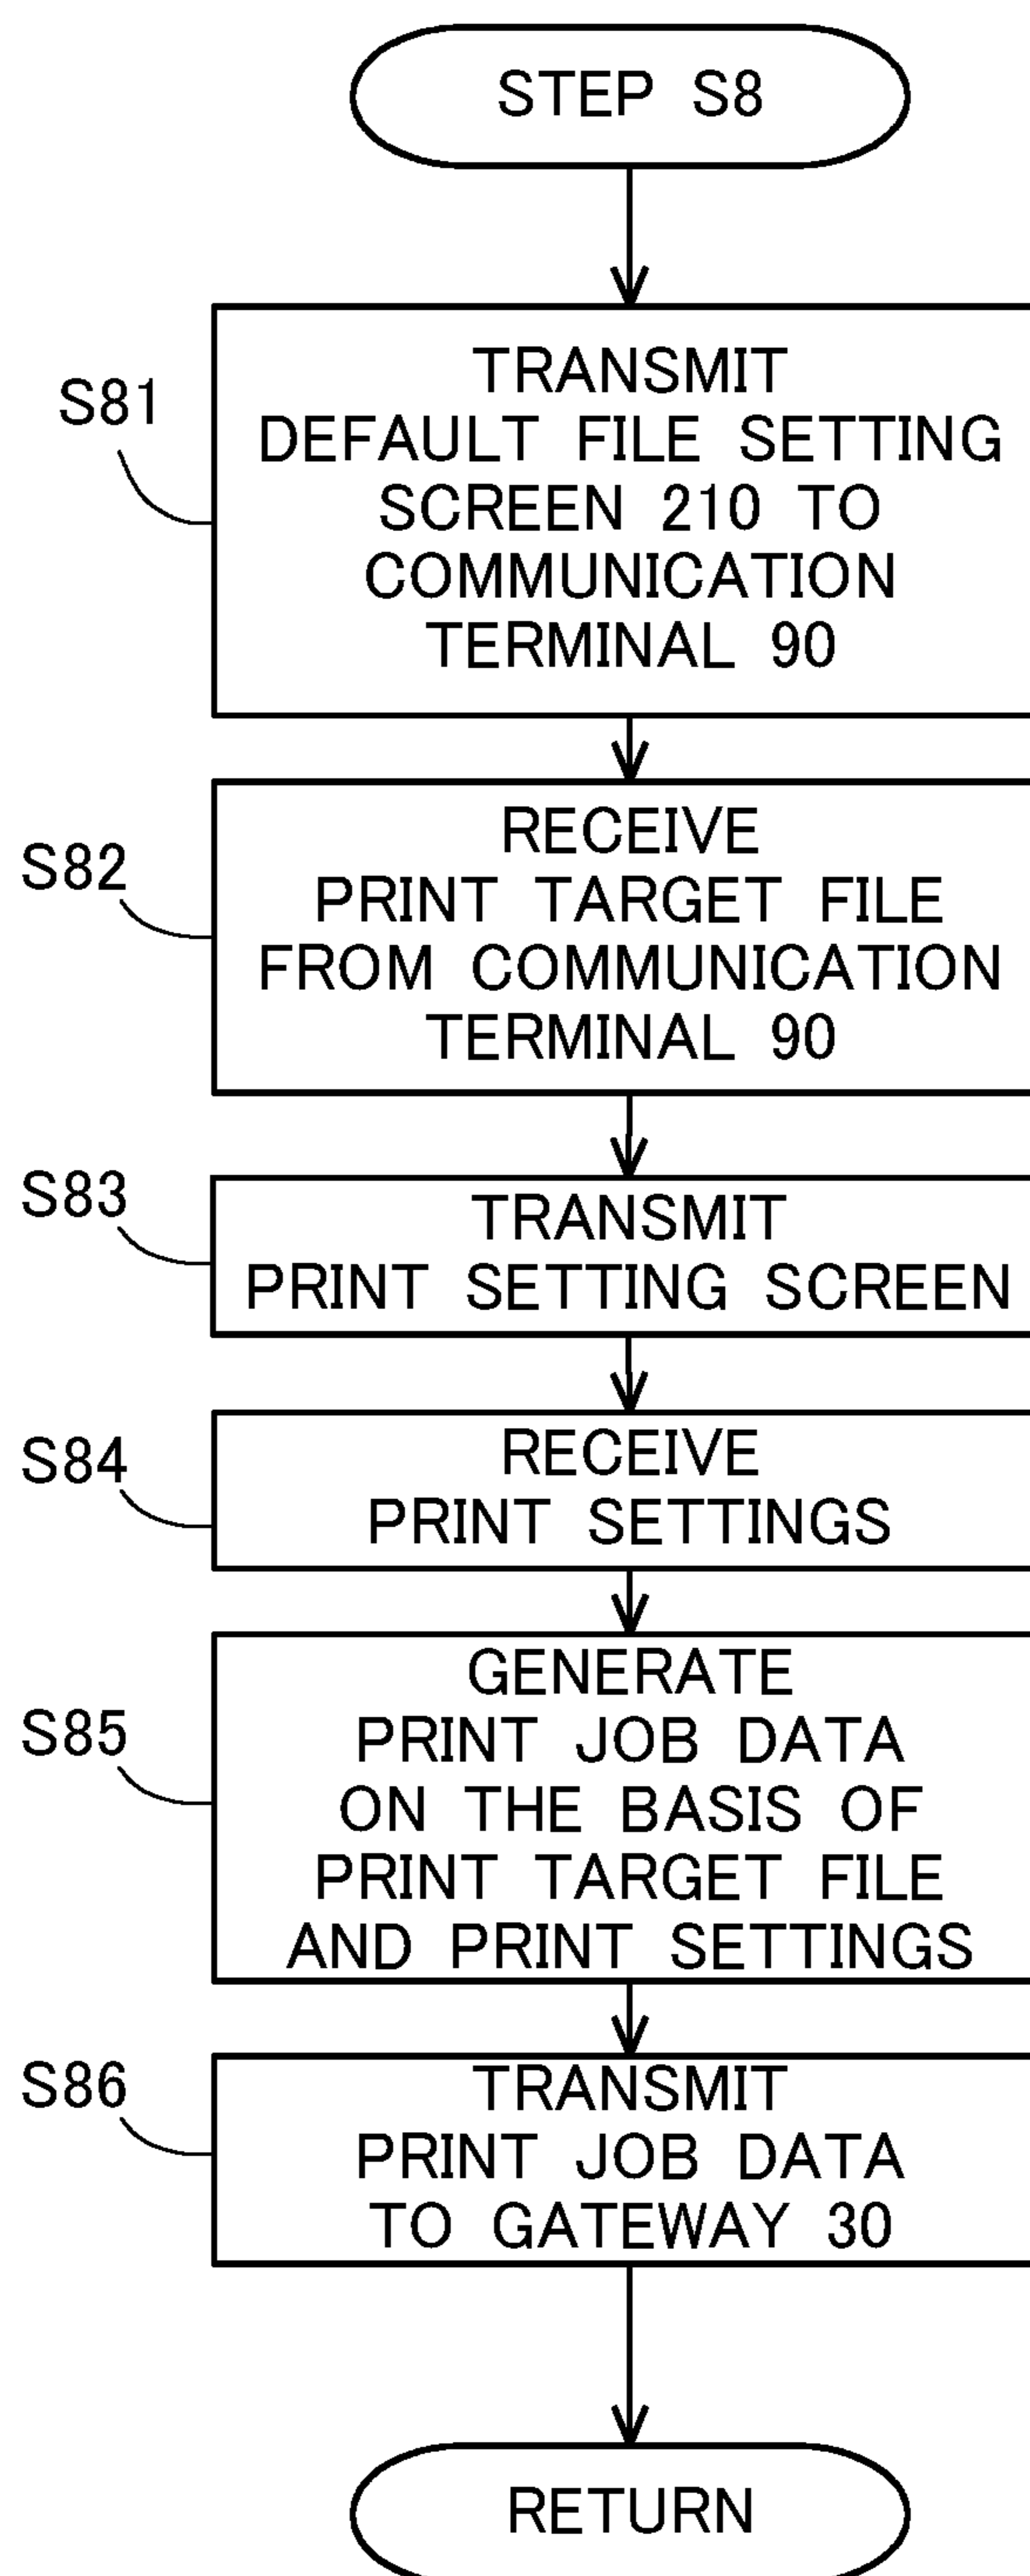 STEP S8
S81
TRANSMIT
DEFAULT FILE SETTING
SCREEN 210 TO
COMMUNICATION
TERMINAL 90
S82
RECEIVE
PRINT TARGET FILE
FROM COMMUNICATION
TERMINAL 90
S83
TRANSMIT
PRINT SETTING SCREEN
S84
RECEIVE
PRINT SETTINGS
S85
GENERATE
PRINT JOB DATA
ON THE BASIS OF
PRINT TARGET FILE
AND PRINT SETTINGS
S86
TRANSMIT
PRINT JOB DATA
TO GATEWAY 30
RETURN